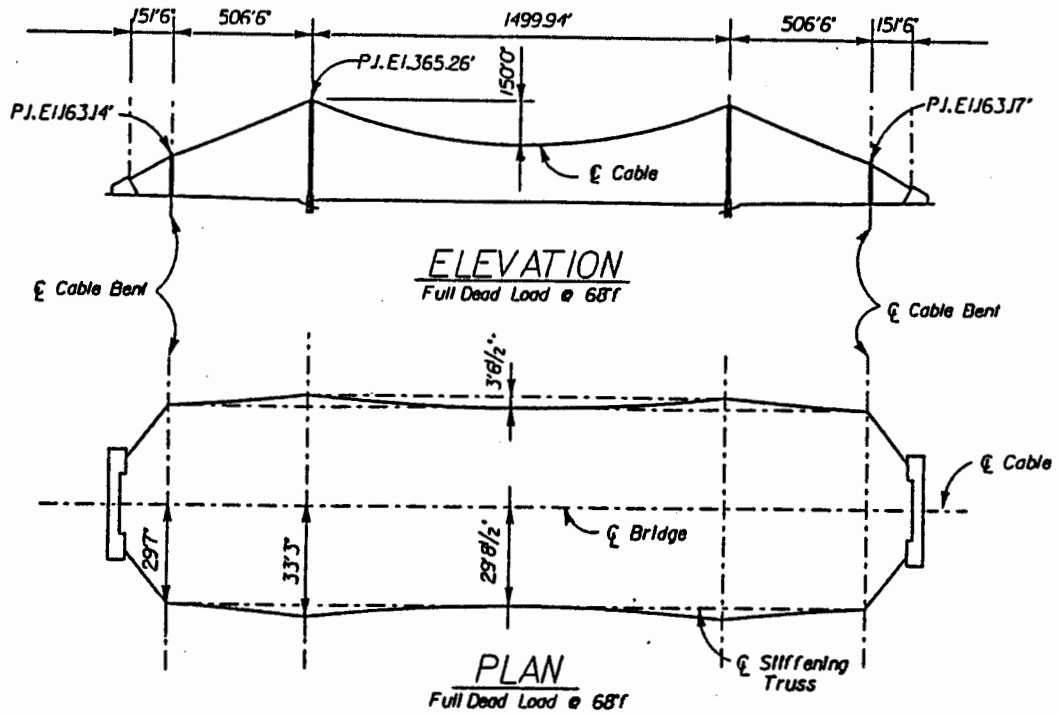 151'6" 506'6" 1499.94' 506'6" 151'6"
P.I.El.365.26'
150'0"
P.I.El.163.14'
P.I.El.163.17'
℄ Cable
ELEVATION
Full Dead Load @ 68°f
℄ Cable Bent
℄ Cable Bent
3'6½"
℄ Cable
℄ Bridge
29'7"
33'3"
29'8½"
℄ Stiffening
Truss
PLAN
Full Dead Load @ 68°f